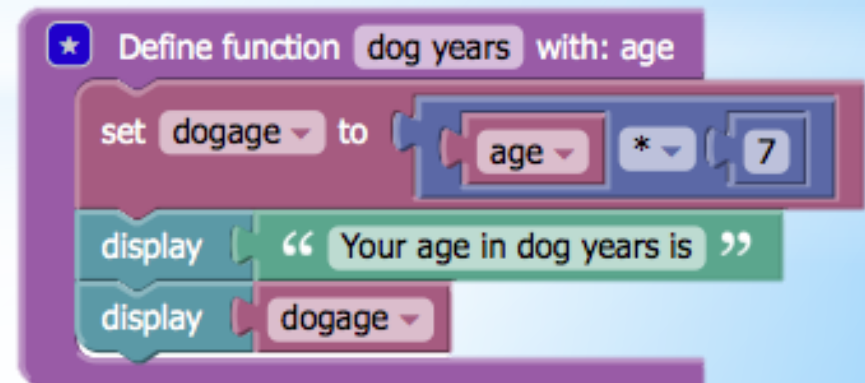 Define function dog years with: age
set dogage to age * 7
display “ Your age in dog years is ”
display dogage